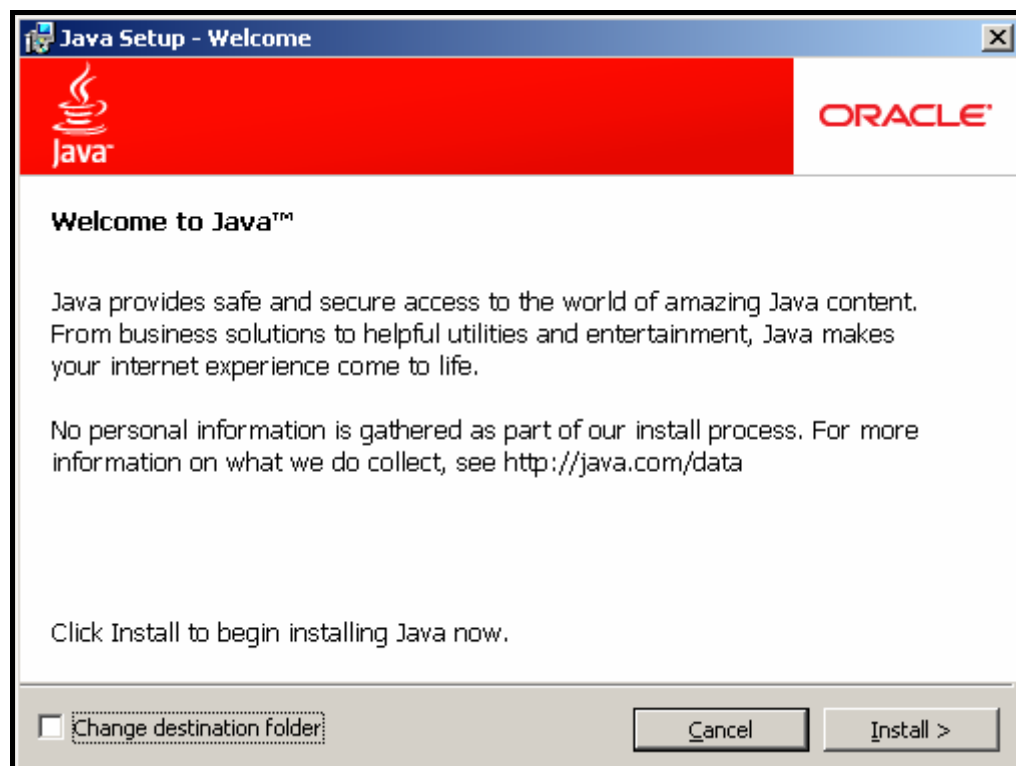 Java Setup - Welcome
Java™
ORACLE®
Welcome to Java™
Java provides safe and secure access to the world of amazing Java content.
From business solutions to helpful utilities and entertainment, Java makes
your internet experience come to life.
No personal information is gathered as part of our install process. For more
information on what we do collect, see http://java.com/data
Click Install to begin installing Java now.
Change destination folder
Cancel
Install >